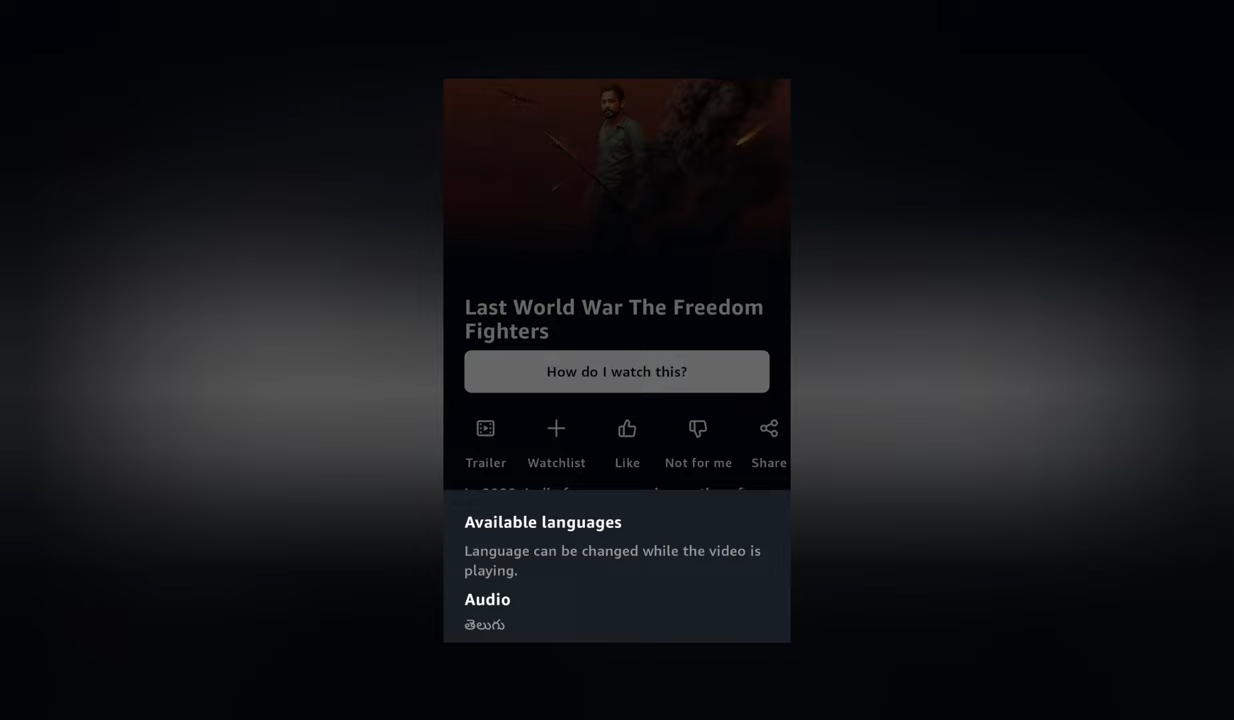 Last World War The Freedom
Fighters
How do I watch this?
Trailer
Watchlist
Like
Not for me
Share
Available languages
Language can be changed while the video is
playing.
Audio
తెలుగు